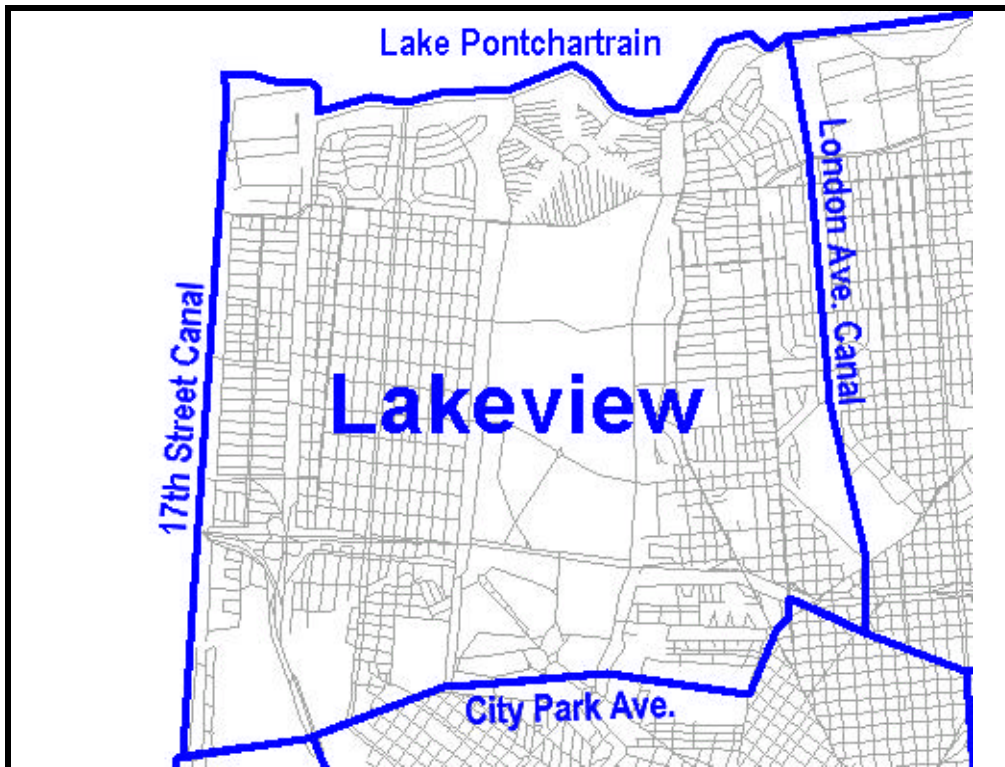 Lake Pontchartrain
London Ave. Canal
17th Street Canal
Lakeview
City Park Ave.